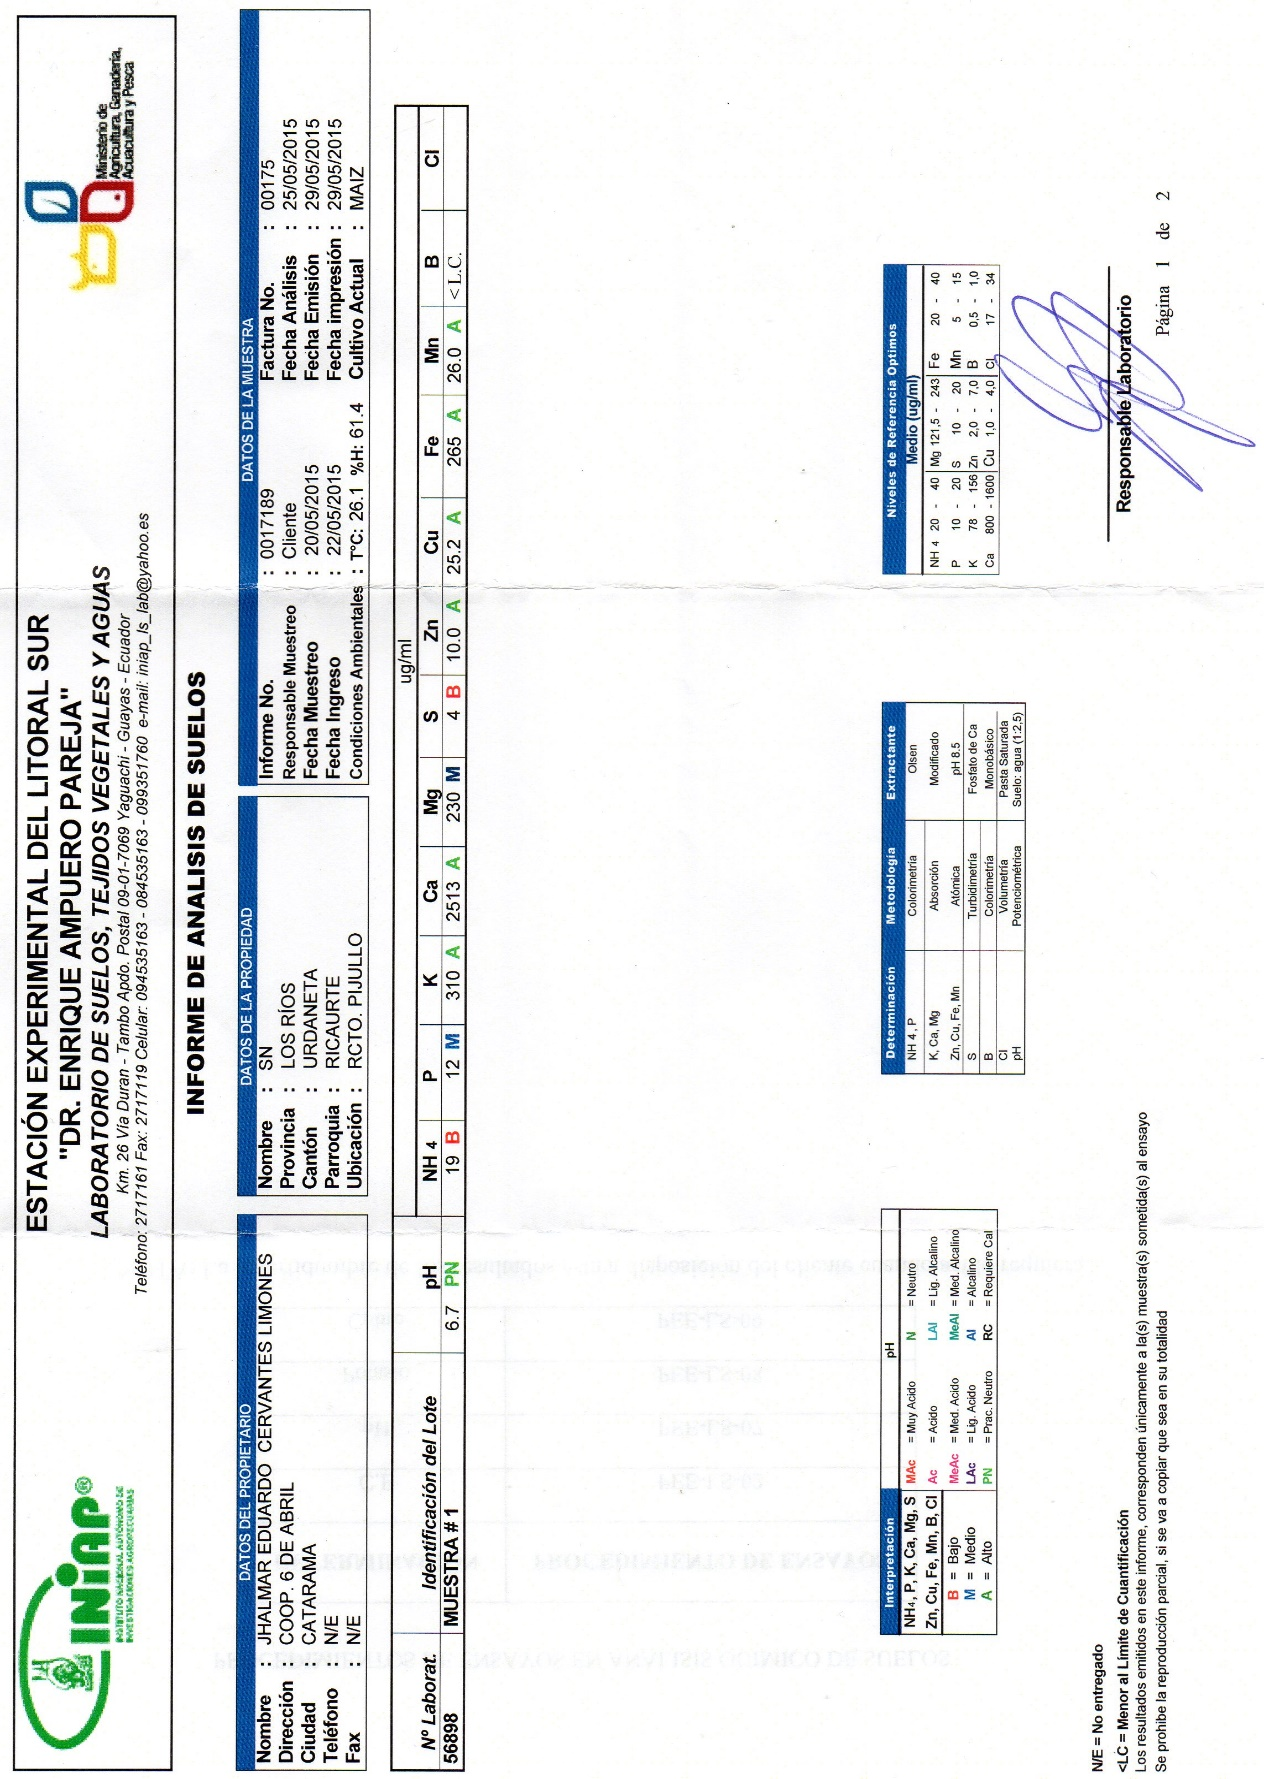 INIAP®
INSTITUTO NACIONAL AUTÓNOMO DE
INVESTIGACIONES AGROPECUARIAS
ESTACIÓN EXPERIMENTAL DEL LITORAL SUR
"DR. ENRIQUE AMPUERO PAREJA"
LABORATORIO DE SUELOS, TEJIDOS VEGETALES Y AGUAS
Km. 26 Vía Duran - Tambo Apdo. Postal 09-01-7069 Yaguachi - Guayas - Ecuador
Teléfono: 2717161 Fax: 2717119 Celular: 094535163 - 084535163 - 099351760 e-mail: iniap_ls_lab@yahoo.es
Ministerio de
Agricultura, Ganadería,
Acuacultura y Pesca
INFORME DE ANALISIS DE SUELOS
DATOS DEL PROPIETARIO
Nombre : JHALMAR EDUARDO CERVANTES LIMONES
Dirección : COOP. 6 DE ABRIL
Ciudad : CATARAMA
Teléfono : N/E
Fax : N/E
DATOS DE LA PROPIEDAD
Nombre : SN
Provincia : LOS RÍOS
Cantón : URDANETA
Parroquia : RICAURTE
Ubicación : RCTO. PIJULLO
DATOS DE LA MUESTRA
Informe No. : 0017189 Factura No. : 00175
Responsable Muestreo : Cliente Fecha Análisis : 25/05/2015
Fecha Muestreo : 20/05/2015 Fecha Emisión : 29/05/2015
Fecha Ingreso : 22/05/2015 Fecha impresión : 29/05/2015
Condiciones Ambientales : T°C: 26.1 %H: 61.4 Cultivo Actual : MAIZ
ug/ml
Nº Laborat. Identificación del Lote pH NH 4 P K Ca Mg S Zn Cu Fe Mn B Cl
56898 MUESTRA # 1 6.7 PN 19 B 12 M 310 A 2513 A 230 M 4 B 10.0 A 25.2 A 265 A 26.0 A <L.C.
Interpretación pH
NH4, P, K, Ca, Mg, S MAc = Muy Acido N = Neutro
Zn, Cu, Fe, Mn, B, Cl Ac = Acido LAl = Lig. Alcalino
B = Bajo MeAc = Med. Acido MeAl = Med. Alcalino
M = Medio LAc = Lig. Acido Al = Alcalino
A = Alto PN = Prac. Neutro RC = Requiere Cal
Determinación Metodología Extractante
NH 4 , P Colorimetría Olsen
K, Ca, Mg Absorción Modificado
Zn, Cu, Fe, Mn Atómica pH 8.5
S Turbidimetría Fosfato de Ca
B Colorimetría Monobásico
Cl Volumetría Pasta Saturada
pH Potenciométrica Suelo: agua (1:2,5)
Niveles de Referencia Optimos
Medio (ug/ml)
NH 4 20 - 40 Mg 121,5 - 243 Fe 20 - 40
P 10 - 20 S 10 - 20 Mn 5 - 15
K 78 - 156 Zn 2,0 - 7,0 B 0,5 - 1,0
Ca 800 - 1600 Cu 1,0 - 4,0 Cl 17 - 34
N/E = No entregado
<LC = Menor al Límite de Cuantificación
Los resultados emitidos en este informe, corresponden únicamente a la(s) muestra(s) sometida(s) al ensayo
Se prohibe la reproducción parcial, si se va a copiar que sea en su totalidad
Responsable Laboratorio
Página 1 de 2